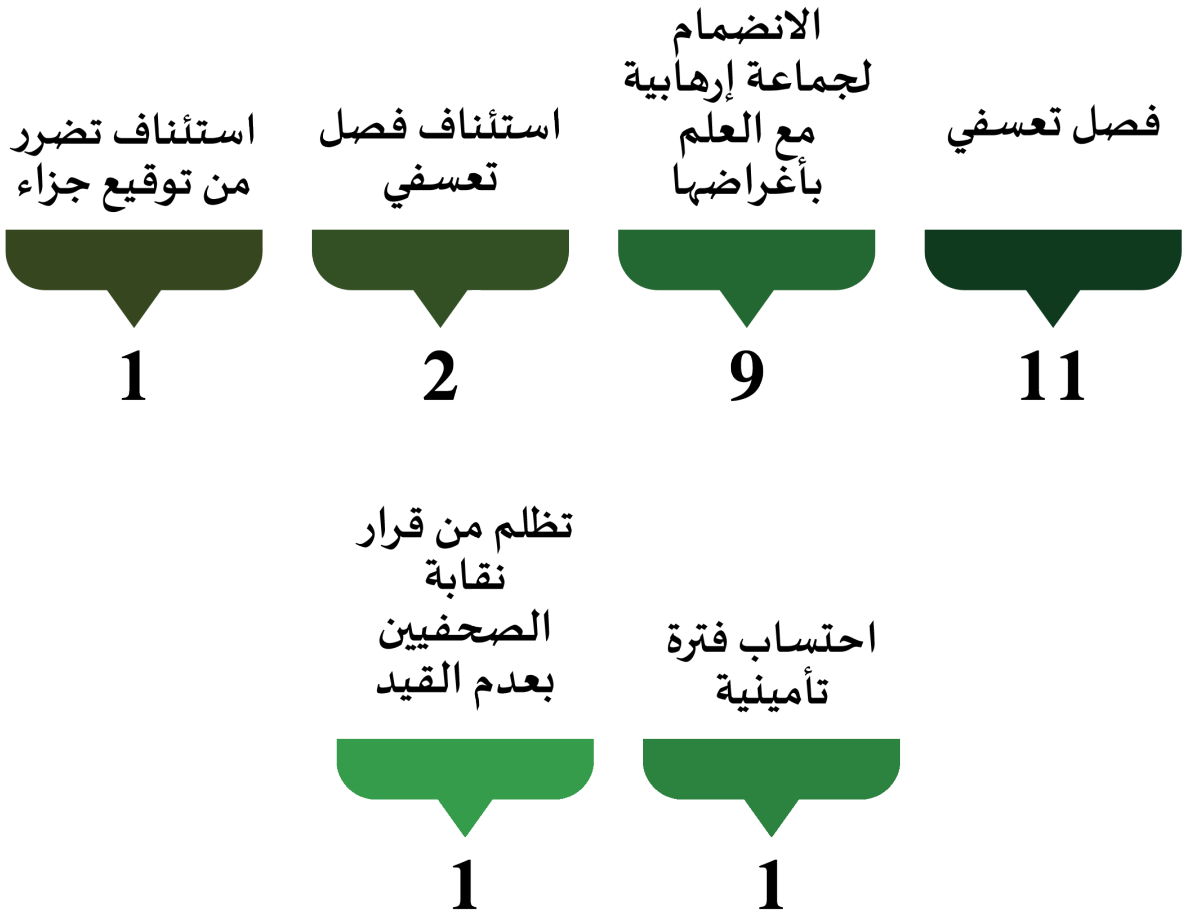 فصل تعسفي
11
الانضمام
لجماعة إرهابية
مع العلم
بأغراضها
9
استئناف فصل
تعسفي
2
استئناف تضرر
من توقيع جزاء
1
احتساب فترة
تأمينية
1
تظلم من قرار
نقابة
الصحفيين
بعدم القيد
1